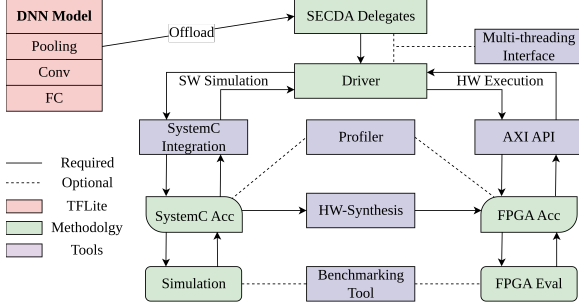 DNN Model
Pooling
Conv
FC
Offload
SECDA Delegates
Multi-threading
Interface
Driver
SW Simulation
HW Execution
SystemC
Integration
Profiler
AXI API
Required
Optional
TFLite
Methodolgy
Tools
SystemC Acc
HW-Synthesis
FPGA Acc
Simulation
Benchmarking
Tool
FPGA Eval